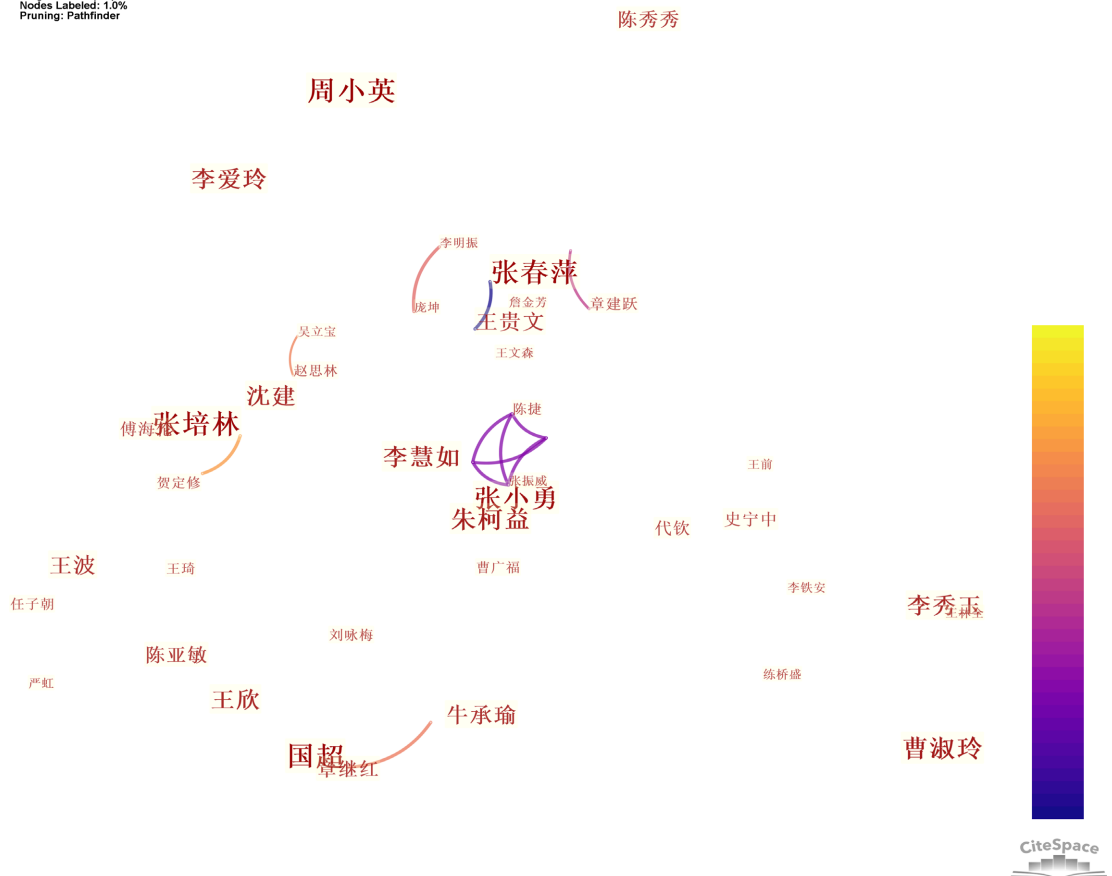 Nodes Labeled: 1.0%
Pruning: Pathfinder
陈秀秀
周小英
李爱玲
李明振
张春萍
詹金芳
章建跃
庞坤
王贵文
吴立宝
王文森
赵思林
沈建
陈捷
张培林
傅海伦
李慧如
王前
贺定修
张振威
张小勇
朱柯益
史宁中
代钦
王波
王琦
曹广福
李铁安
任子朝
李秀玉
王林全
刘咏梅
陈亚敏
练桥盛
严虹
王欣
牛承瑜
曹淑玲
国超
章继红
CiteSpace